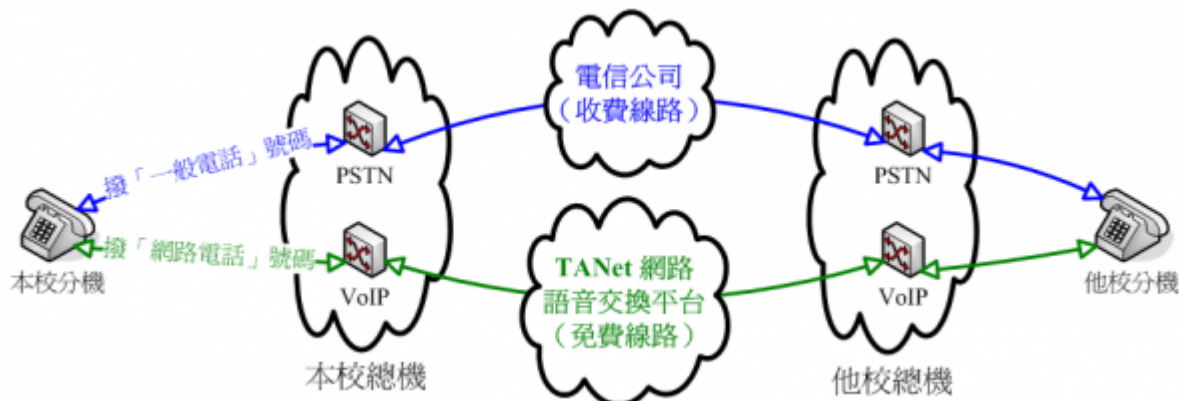 電信公司
（收費線路）
撥「一般電話」號碼
PSTN
PSTN
撥「網路電話」號碼
本校分機
VoIP
TANet 網路
語音交換平台
（免費線路）
VoIP
他校分機
本校總機
他校總機